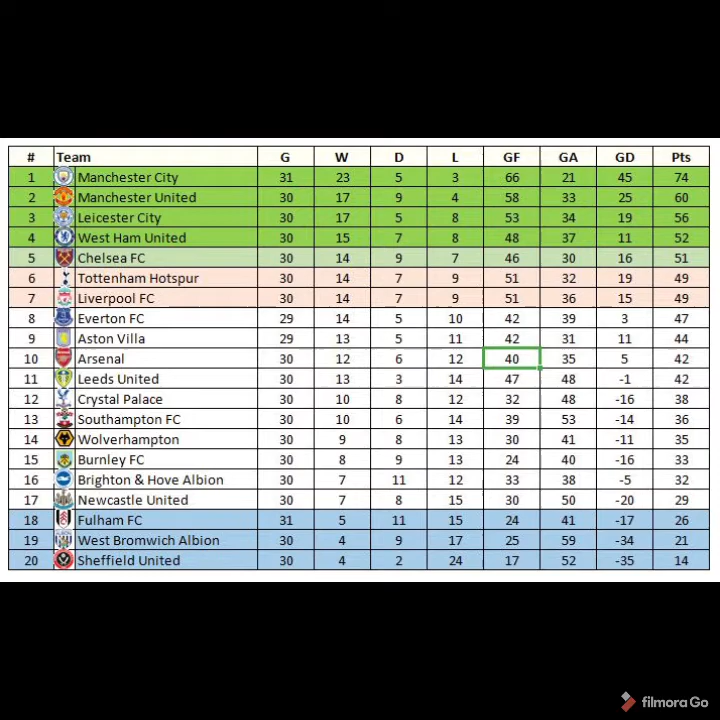 # Team G W D L GF GA GD Pts
1 Manchester City 31 23 5 3 66 21 45 74
2 Manchester United 30 17 9 4 58 33 25 60
3 Leicester City 30 17 5 8 53 34 19 56
4 West Ham United 30 15 7 8 48 37 11 52
5 Chelsea FC 30 14 9 7 46 30 16 51
6 Tottenham Hotspur 30 14 7 9 51 32 19 49
7 Liverpool FC 30 14 7 9 51 36 15 49
8 Everton FC 29 14 5 10 42 39 3 47
9 Aston Villa 29 13 5 11 42 31 11 44
10 Arsenal 30 12 6 12 40 35 5 42
11 Leeds United 30 13 3 14 47 48 -1 42
12 Crystal Palace 30 10 8 12 32 48 -16 38
13 Southampton FC 30 10 6 14 39 53 -14 36
14 Wolverhampton 30 9 8 13 30 41 -11 35
15 Burnley FC 30 8 9 13 24 40 -16 33
16 Brighton & Hove Albion 30 7 11 12 33 38 -5 32
17 Newcastle United 30 7 8 15 30 50 -20 29
18 Fulham FC 31 5 11 15 24 41 -17 26
19 West Bromwich Albion 30 4 9 17 25 59 -34 21
20 Sheffield United 30 4 2 24 17 52 -35 14
filmora Go